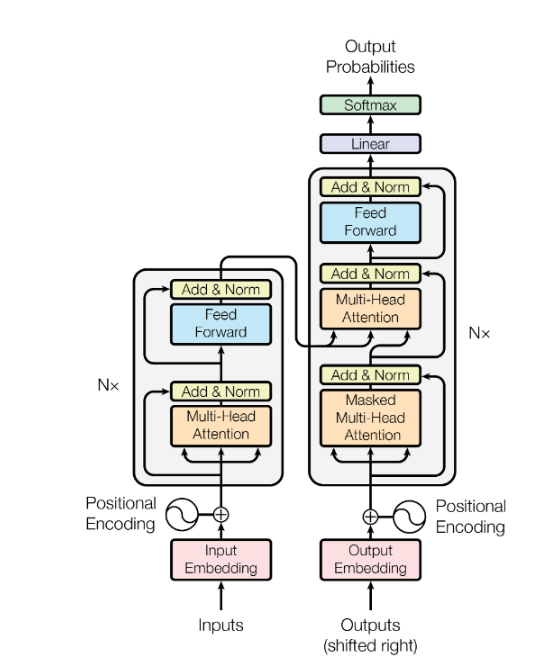 Output
Probabilities
Softmax
Linear
Add & Norm
Feed
Forward
Add & Norm
Multi-Head
Attention
Add & Norm
Masked
Multi-Head
Attention
Nx
Positional
Encoding
Output
Embedding
Outputs
(shifted right)
Add & Norm
Feed
Forward
Add & Norm
Multi-Head
Attention
Nx
Positional
Encoding
Input
Embedding
Inputs